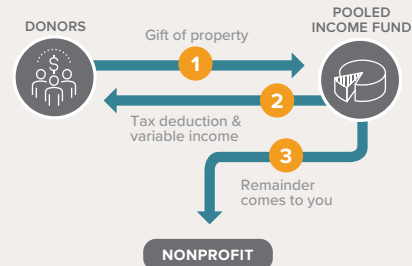 DONORS
POOLED
INCOME FUND
Gift of property
1
$
2
Tax deduction &
variable income
3
Remainder
comes to you
NONPROFIT